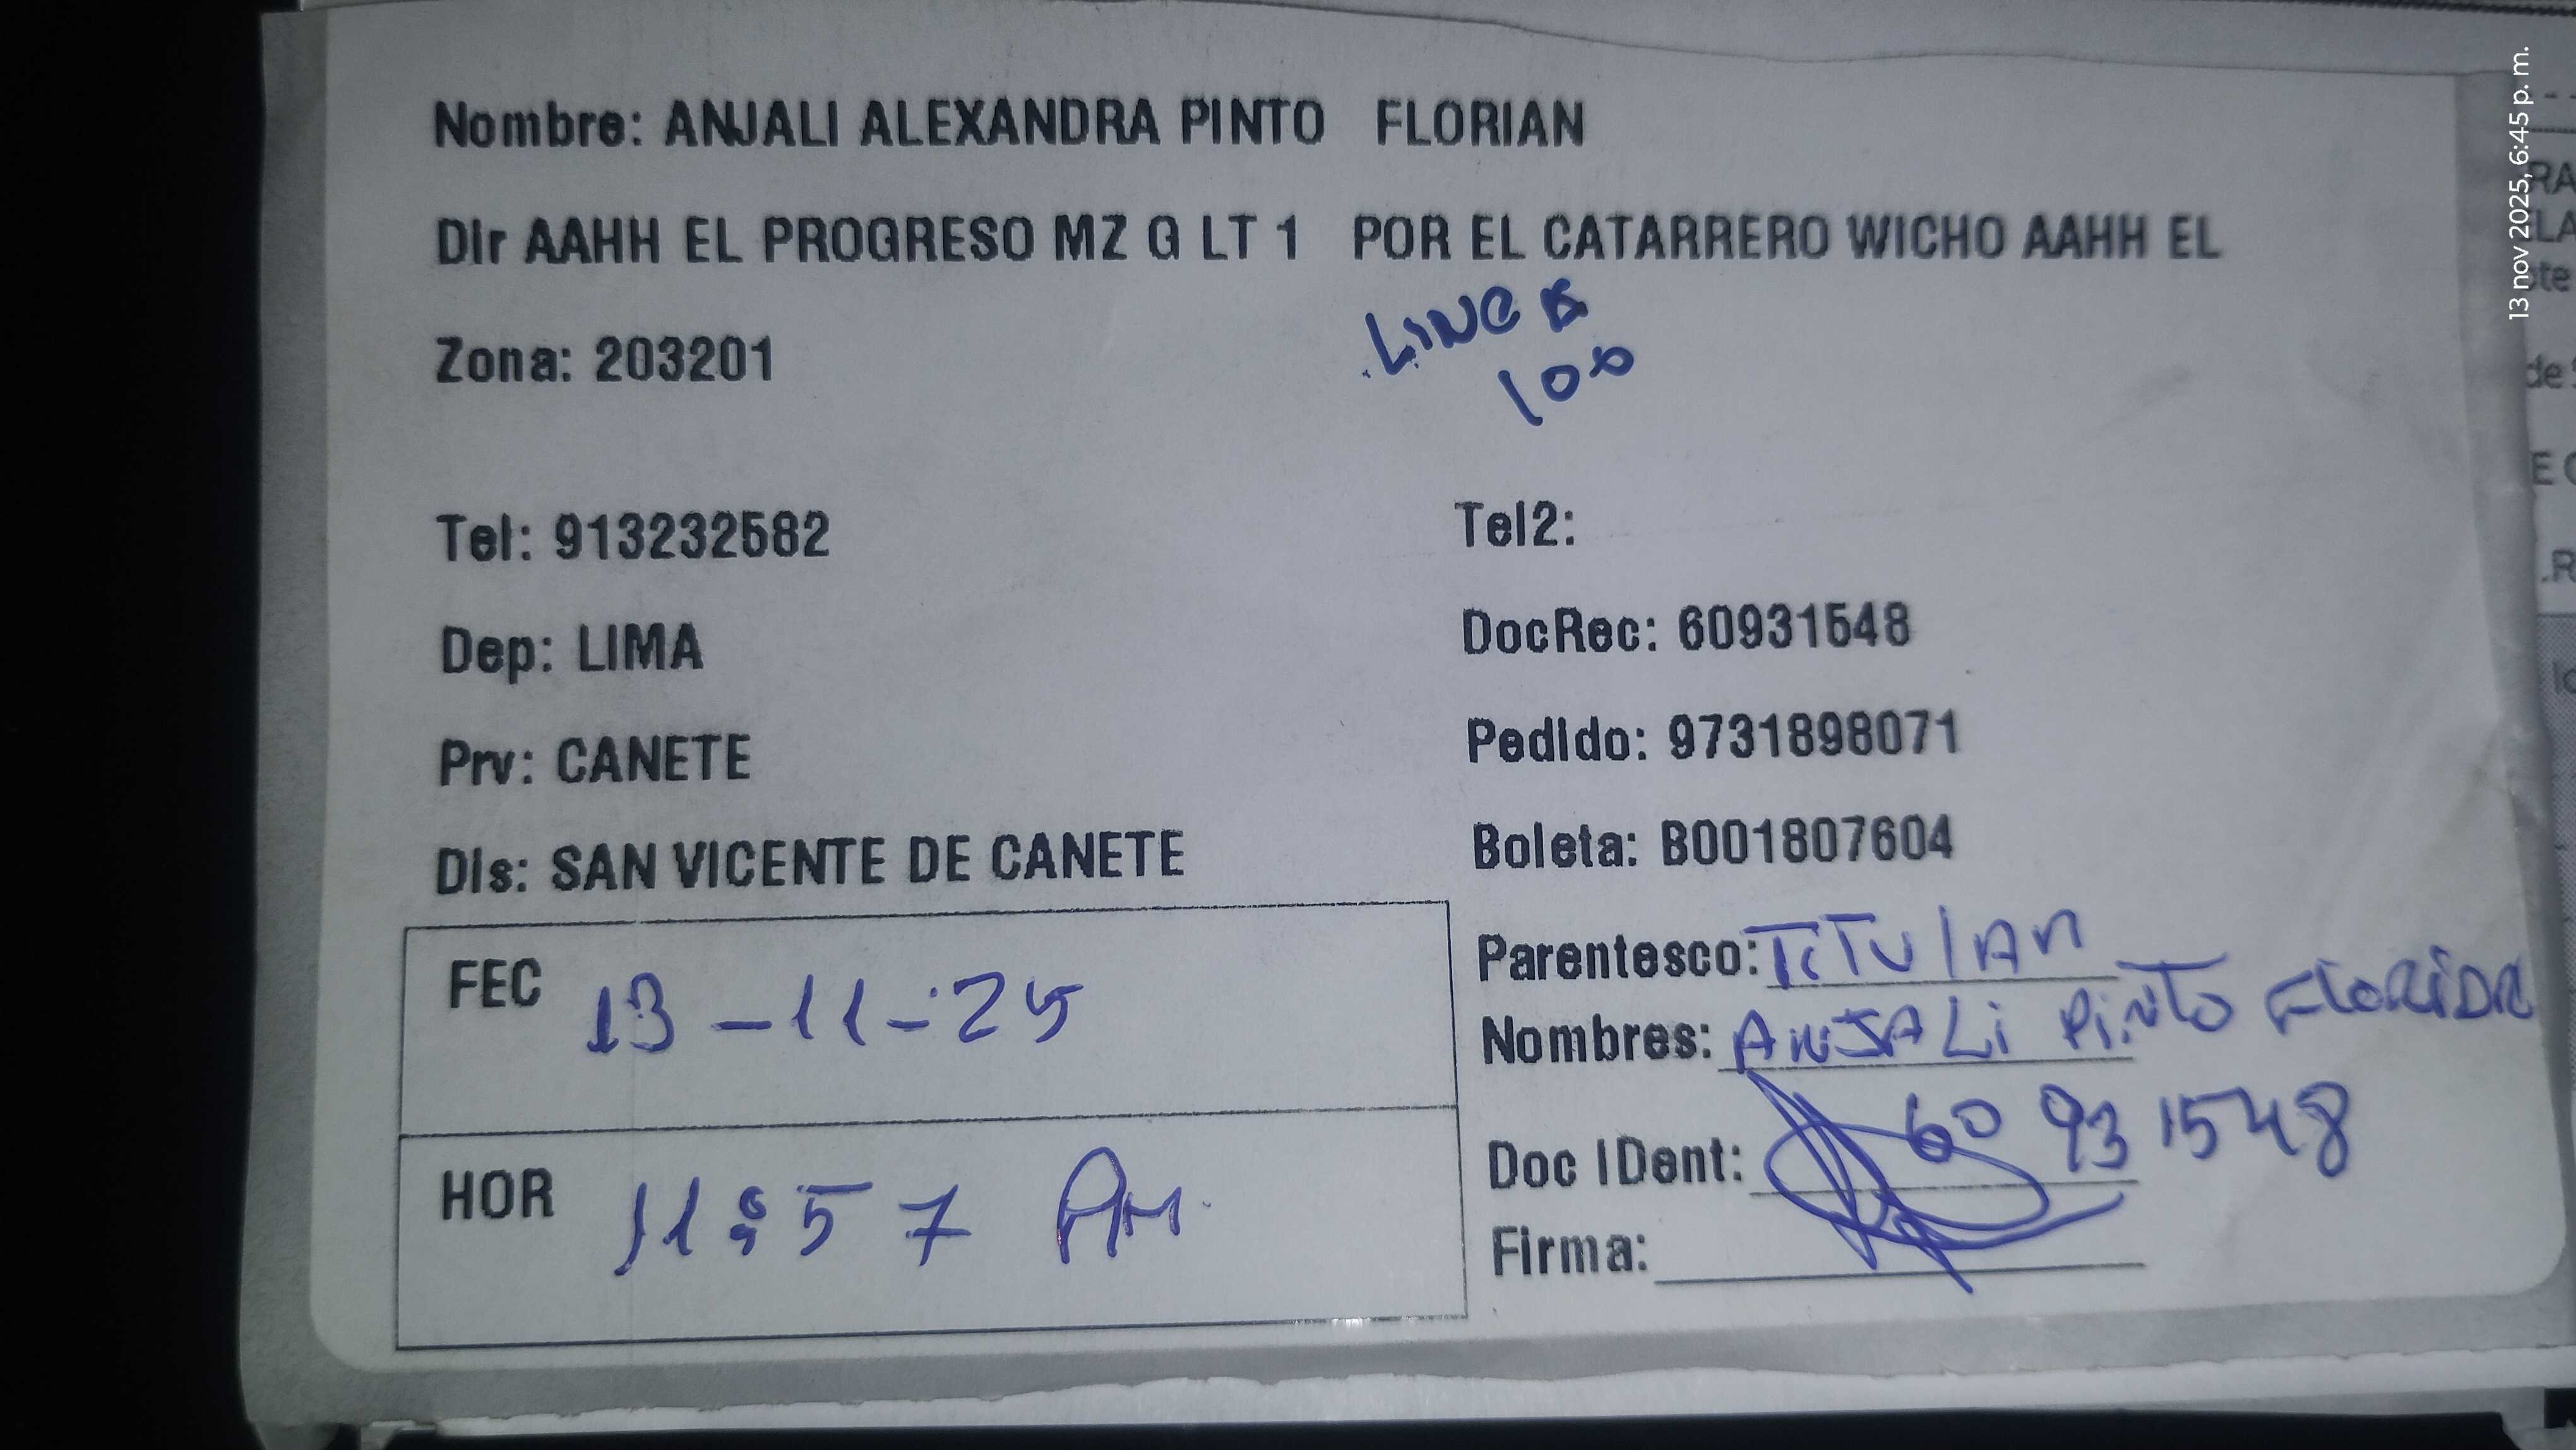 Nombre: ANJALI ALEXANDRA PINTO FLORIAN
Dir AAHH EL PROGRESO MZ G LT 1 POR EL CATARRERO WICHO AAHH EL
LINEA
100
Zona: 203201
Tel: 913232582
Tel2:
Dep: LIMA
DocRec: 60931548
Prv: CANETE
Pedido: 9731898071
Dis: SAN VICENTE DE CANETE
Boleta: B001807604
FEC 13-11-25
Parentesco: TiTULAR
Nombres: ANJALi PiNTO FLORiDA
HOR 11:57 AM.
Doc IDent: 60931548
Firma:
13 nov 2025, 6:45 p. m.